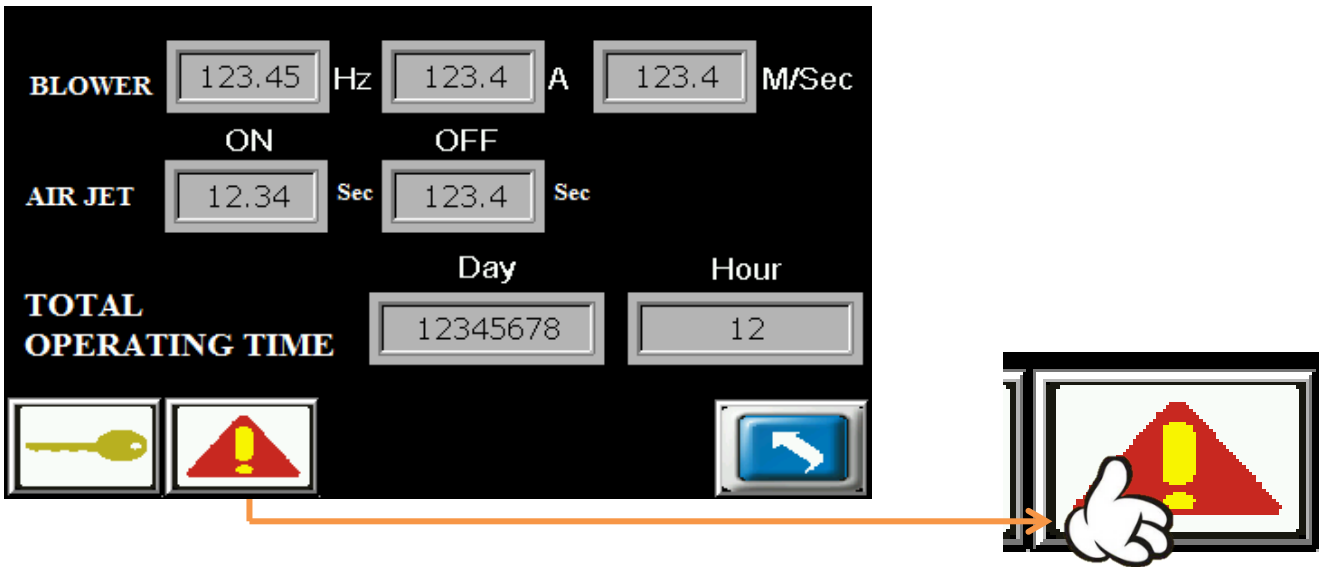 BLOWER 123.45 Hz 123.4 A 123.4 M/Sec
ON OFF
AIR JET 12.34 Sec 123.4 Sec
Day Hour
TOTAL
OPERATING TIME 12345678 12